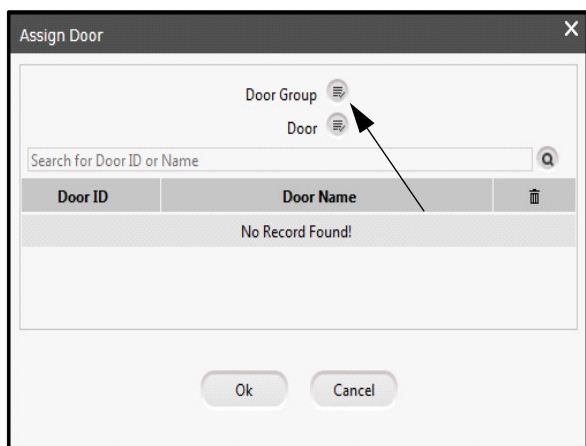 Assign Door
Door Group
Door
Search for Door ID or Name
Door ID Door Name
No Record Found!
Ok Cancel